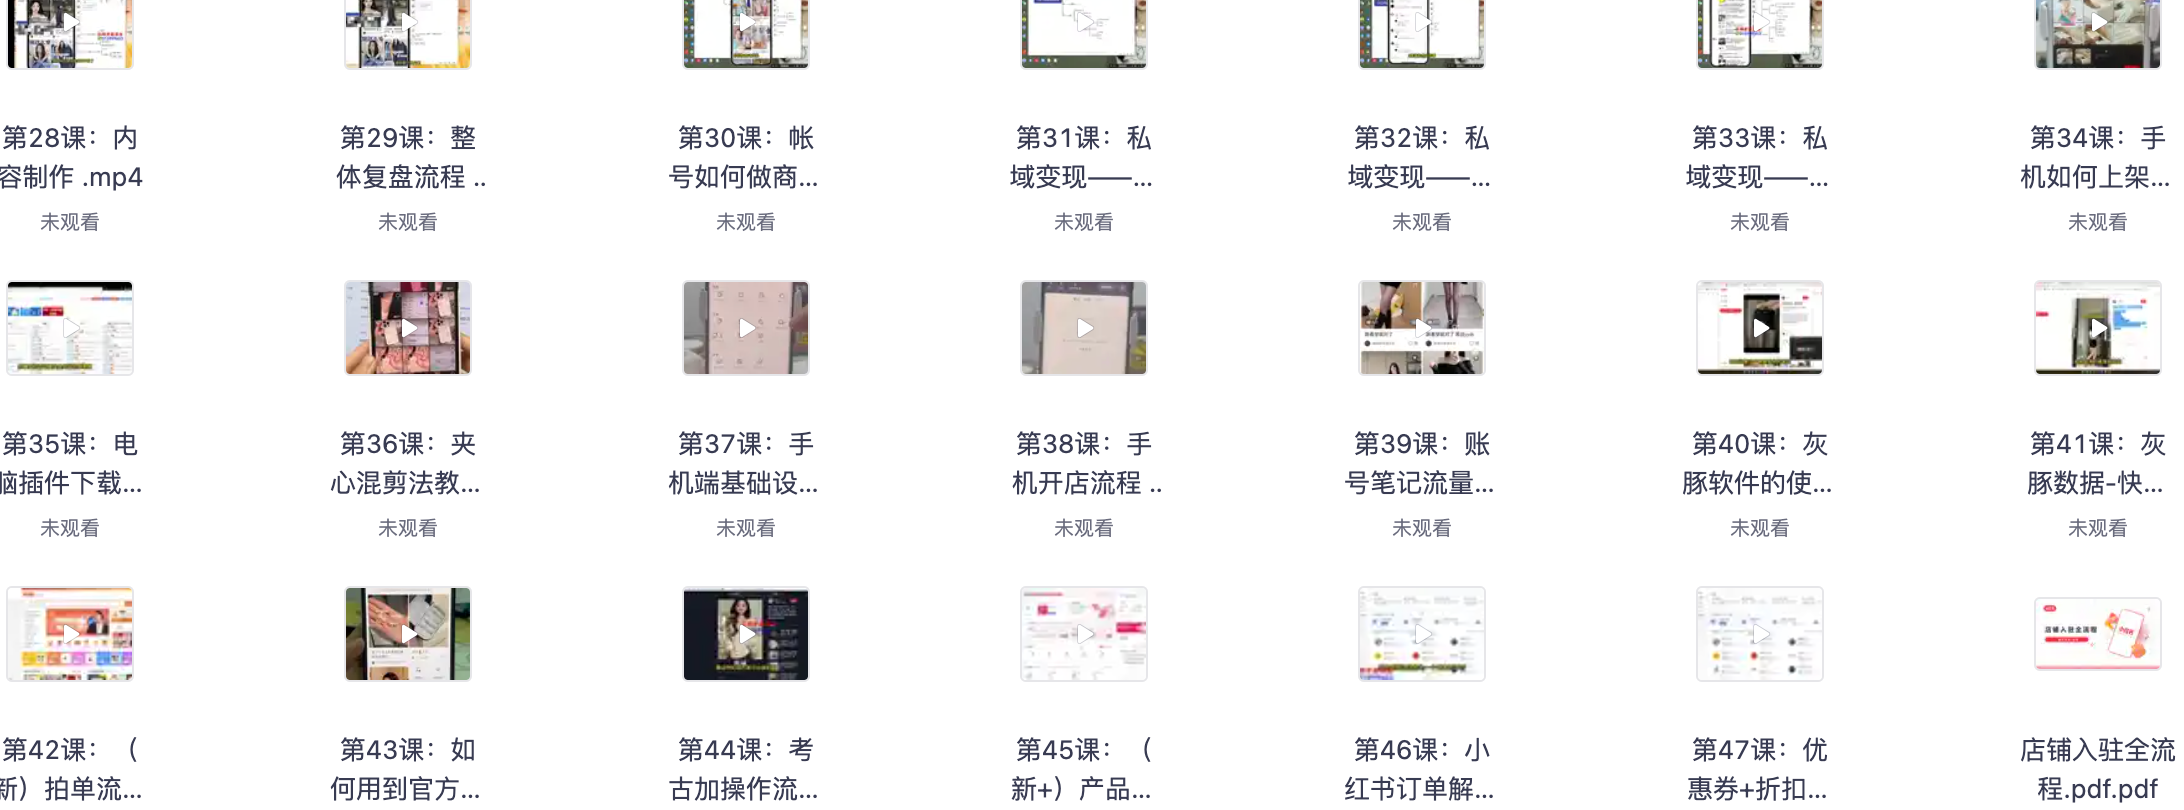 第28课：内
容制作 .mp4
未观看
第29课：整
体复盘流程 ..
未观看
第30课：帐
号如何做商...
未观看
第31课：私
域变现——...
未观看
第32课：私
域变现——...
未观看
第33课：私
域变现——...
未观看
第34课：手
机如何上架...
未观看
第35课：电
脑插件下载...
未观看
第36课：夹
心混剪法教...
未观看
第37课：手
机端基础设...
未观看
第38课：手
机开店流程 ..
未观看
第39课：账
号笔记流量...
未观看
第40课：灰
豚软件的使...
未观看
第41课：灰
豚数据-快...
未观看
第42课：（
新）拍单流...
第43课：如
何用到官方...
第44课：考
古加操作流...
第45课：（
新+）产品...
第46课：小
红书订单解...
第47课：优
惠券+折扣...
店铺入驻全流程
小红书
店铺入驻全流
程.pdf.pdf